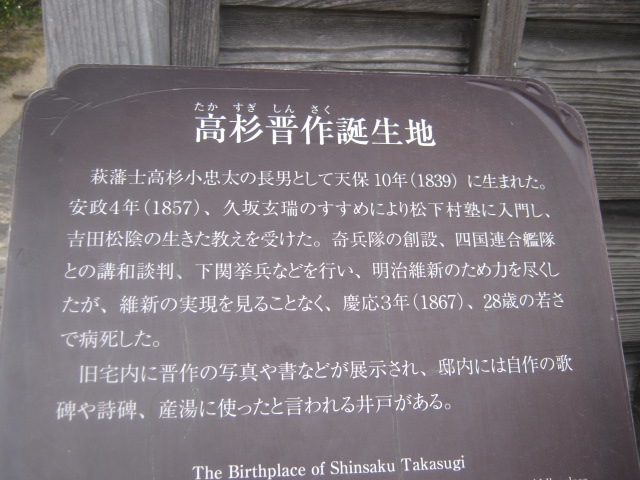 たか すぎ しん さく
高杉晋作誕生地
萩藩士高杉小忠太の長男として天保10年(1839)に生まれた。
安政4年(1857)、久坂玄瑞のすすめにより松下村塾に入門し、
吉田松陰の生きた教えを受けた。奇兵隊の創設、四国連合艦隊
との講和談判、下関挙兵などを行い、明治維新のため力を尽くし
たが、維新の実現を見ることなく、慶応3年(1867)、28歳の若さ
で病死した。
旧宅内に晋作の写真や書などが展示され、邸内には自作の歌
碑や詩碑、産湯に使ったと言われる井戸がある。
The Birthplace of Shinsaku Takasugi